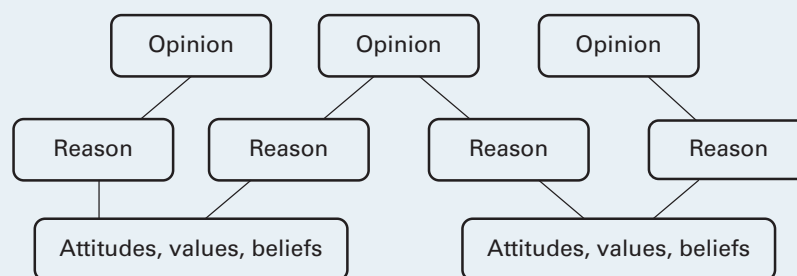 Opinion Opinion Opinion
Reason Reason Reason Reason
Attitudes, values, beliefs Attitudes, values, beliefs